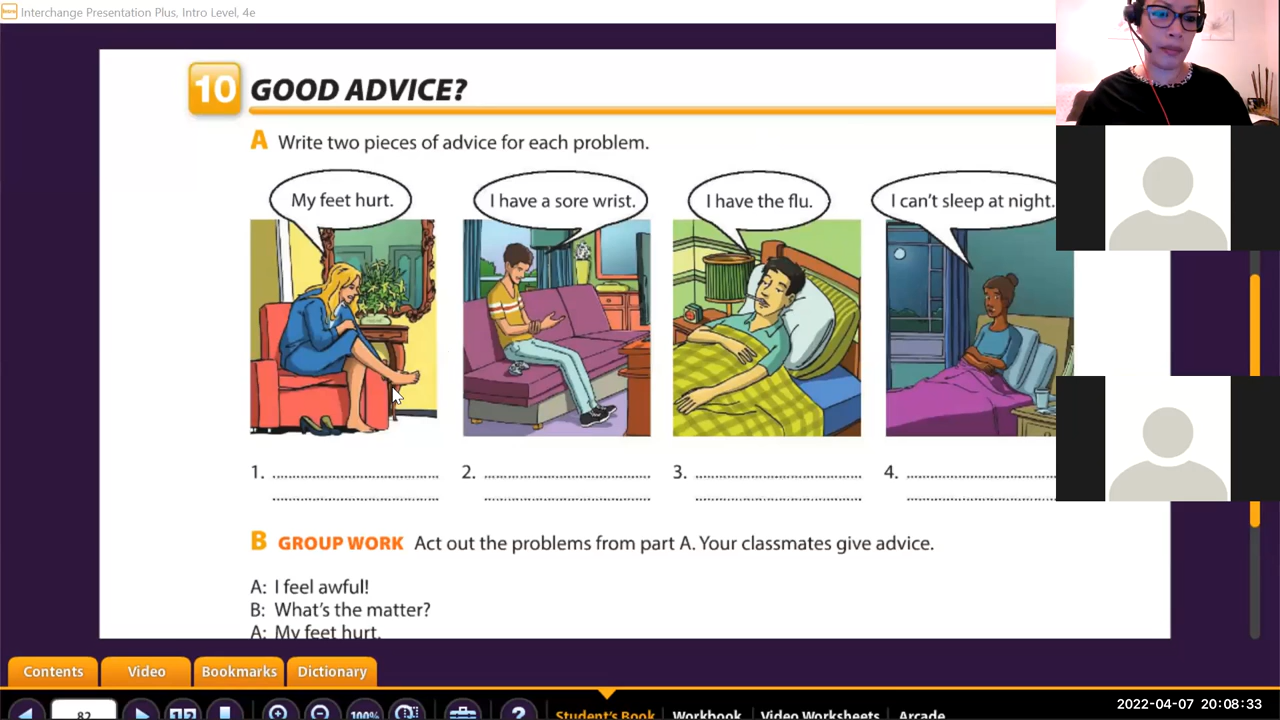 Interchange Presentation Plus, Intro Level, 4e
10 GOOD ADVICE?
A Write two pieces of advice for each problem.
My feet hurt.
I have a sore wrist.
I have the flu.
I can't sleep at night.
1.
2.
3.
4.
B GROUP WORK Act out the problems from part A. Your classmates give advice.
A: I feel awful!
B: What's the matter?
A: My feet hurt.
Contents
Video
Bookmarks
Dictionary
82
100%
?
Student's Book
Workbook
Video Worksheets
Arcade
2022-04-07 20:08:33